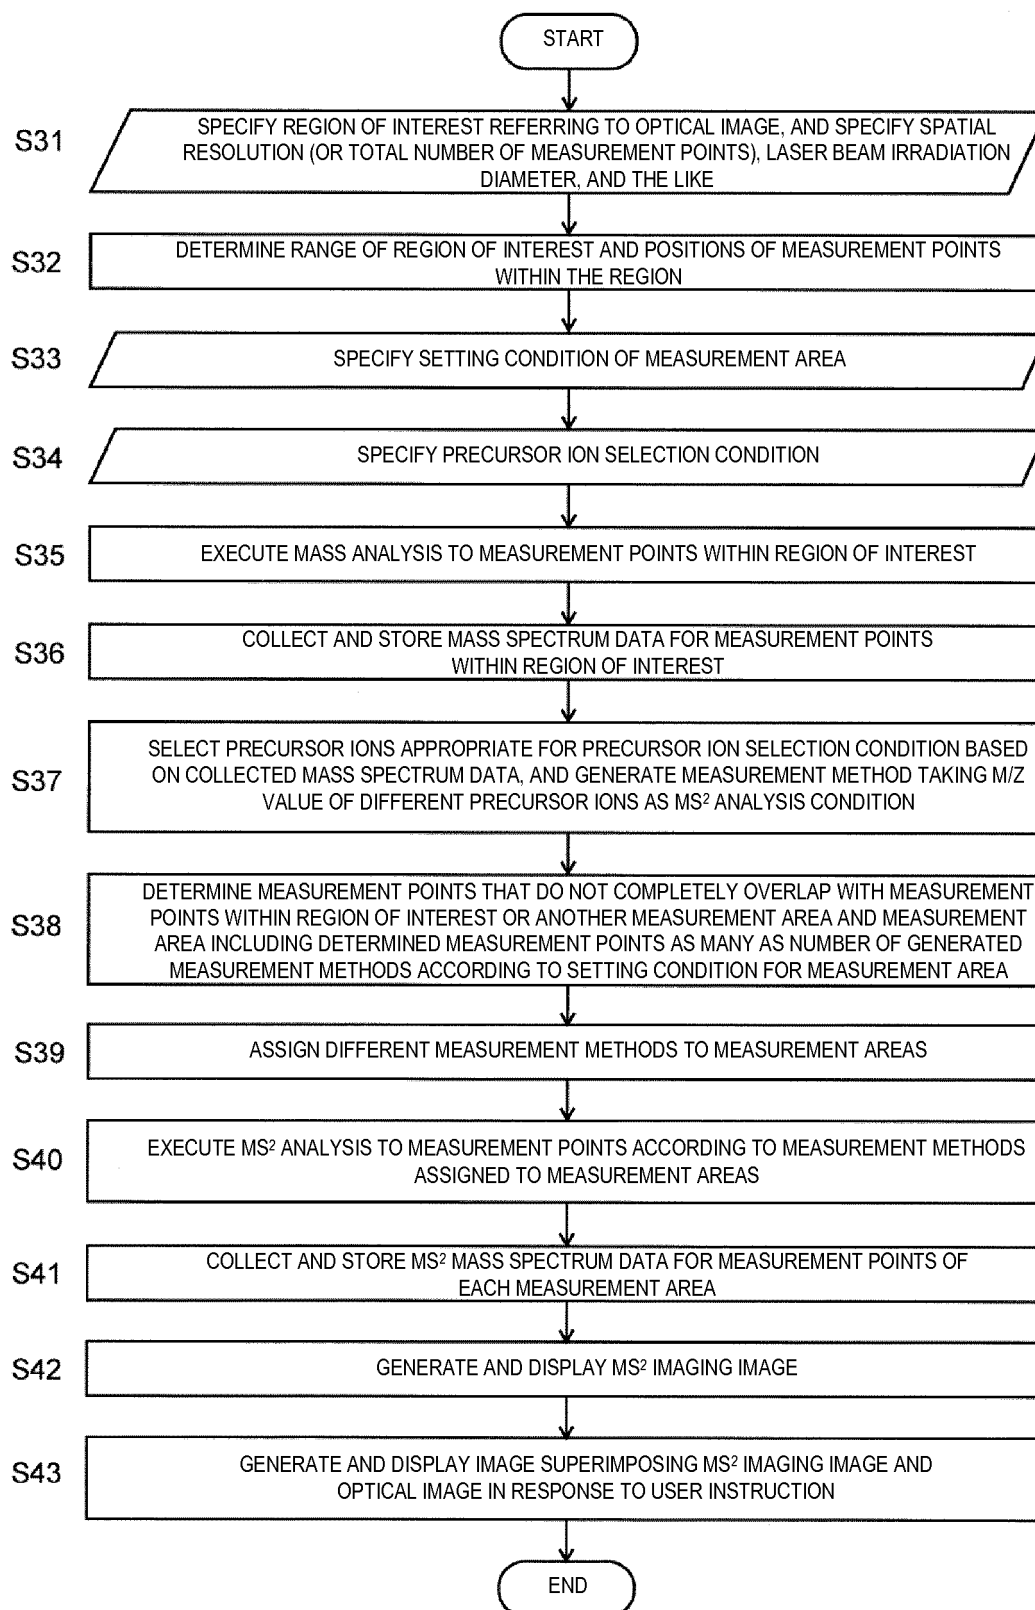 START
S31
SPECIFY REGION OF INTEREST REFERRING TO OPTICAL IMAGE, AND SPECIFY SPATIAL
RESOLUTION (OR TOTAL NUMBER OF MEASUREMENT POINTS), LASER BEAM IRRADIATION
DIAMETER, AND THE LIKE
S32
DETERMINE RANGE OF REGION OF INTEREST AND POSITIONS OF MEASUREMENT POINTS
WITHIN THE REGION
S33
SPECIFY SETTING CONDITION OF MEASUREMENT AREA
S34
SPECIFY PRECURSOR ION SELECTION CONDITION
S35
EXECUTE MASS ANALYSIS TO MEASUREMENT POINTS WITHIN REGION OF INTEREST
S36
COLLECT AND STORE MASS SPECTRUM DATA FOR MEASUREMENT POINTS
WITHIN REGION OF INTEREST
S37
SELECT PRECURSOR IONS APPROPRIATE FOR PRECURSOR ION SELECTION CONDITION BASED
ON COLLECTED MASS SPECTRUM DATA, AND GENERATE MEASUREMENT METHOD TAKING M/Z
VALUE OF DIFFERENT PRECURSOR IONS AS MS² ANALYSIS CONDITION
S38
DETERMINE MEASUREMENT POINTS THAT DO NOT COMPLETELY OVERLAP WITH MEASUREMENT
POINTS WITHIN REGION OF INTEREST OR ANOTHER MEASUREMENT AREA AND MEASUREMENT
AREA INCLUDING DETERMINED MEASUREMENT POINTS AS MANY AS NUMBER OF GENERATED
MEASUREMENT METHODS ACCORDING TO SETTING CONDITION FOR MEASUREMENT AREA
S39
ASSIGN DIFFERENT MEASUREMENT METHODS TO MEASUREMENT AREAS
S40
EXECUTE MS² ANALYSIS TO MEASUREMENT POINTS ACCORDING TO MEASUREMENT METHODS
ASSIGNED TO MEASUREMENT AREAS
S41
COLLECT AND STORE MS² MASS SPECTRUM DATA FOR MEASUREMENT POINTS OF
EACH MEASUREMENT AREA
S42
GENERATE AND DISPLAY MS² IMAGING IMAGE
S43
GENERATE AND DISPLAY IMAGE SUPERIMPOSING MS² IMAGING IMAGE AND
OPTICAL IMAGE IN RESPONSE TO USER INSTRUCTION
END